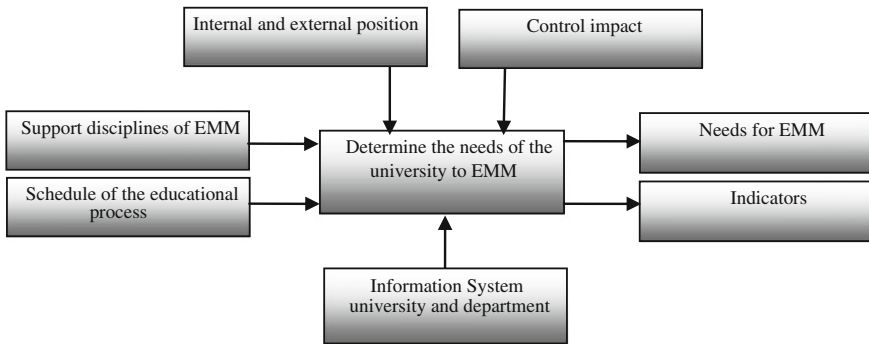 Internal and external position
Control impact
Support disciplines of EMM
Schedule of the educational
process
Determine the needs of the
university to EMM
Needs for EMM
Indicators
Information System
university and department